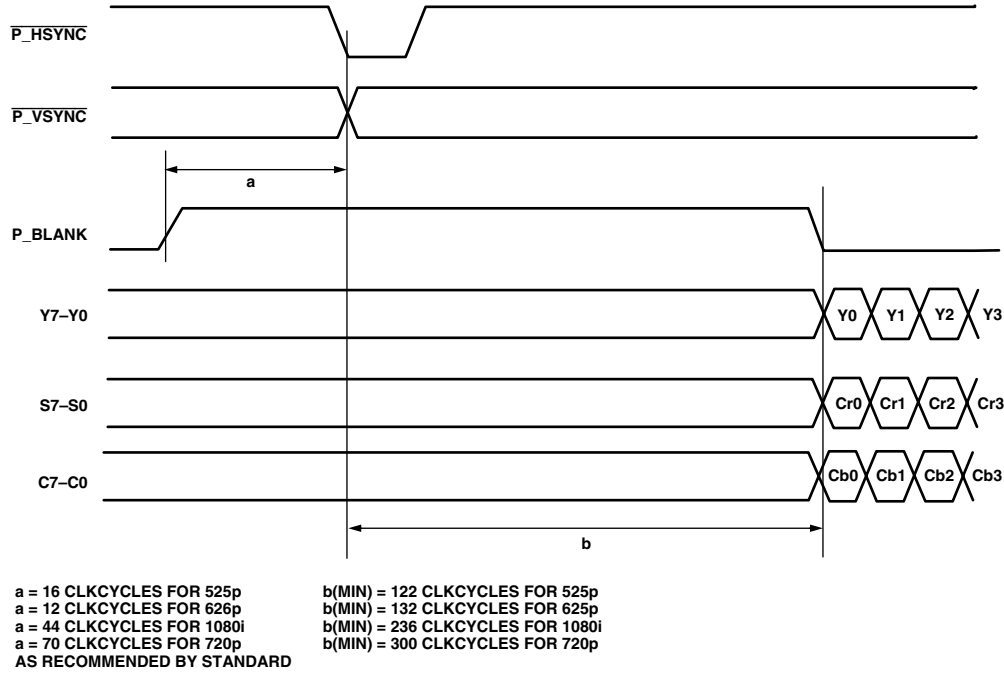 P_HSYNC
P_VSYNC
a
P_BLANK
Y7–Y0
Y0 Y1 Y2 Y3
S7–S0
Cr0 Cr1 Cr2 Cr3
C7–C0
Cb0 Cb1 Cb2 Cb3
b
a = 16 CLKCYCLES FOR 525p
a = 12 CLKCYCLES FOR 626p
a = 44 CLKCYCLES FOR 1080i
a = 70 CLKCYCLES FOR 720p
AS RECOMMENDED BY STANDARD
b(MIN) = 122 CLKCYCLES FOR 525p
b(MIN) = 132 CLKCYCLES FOR 625p
b(MIN) = 236 CLKCYCLES FOR 1080i
b(MIN) = 300 CLKCYCLES FOR 720p